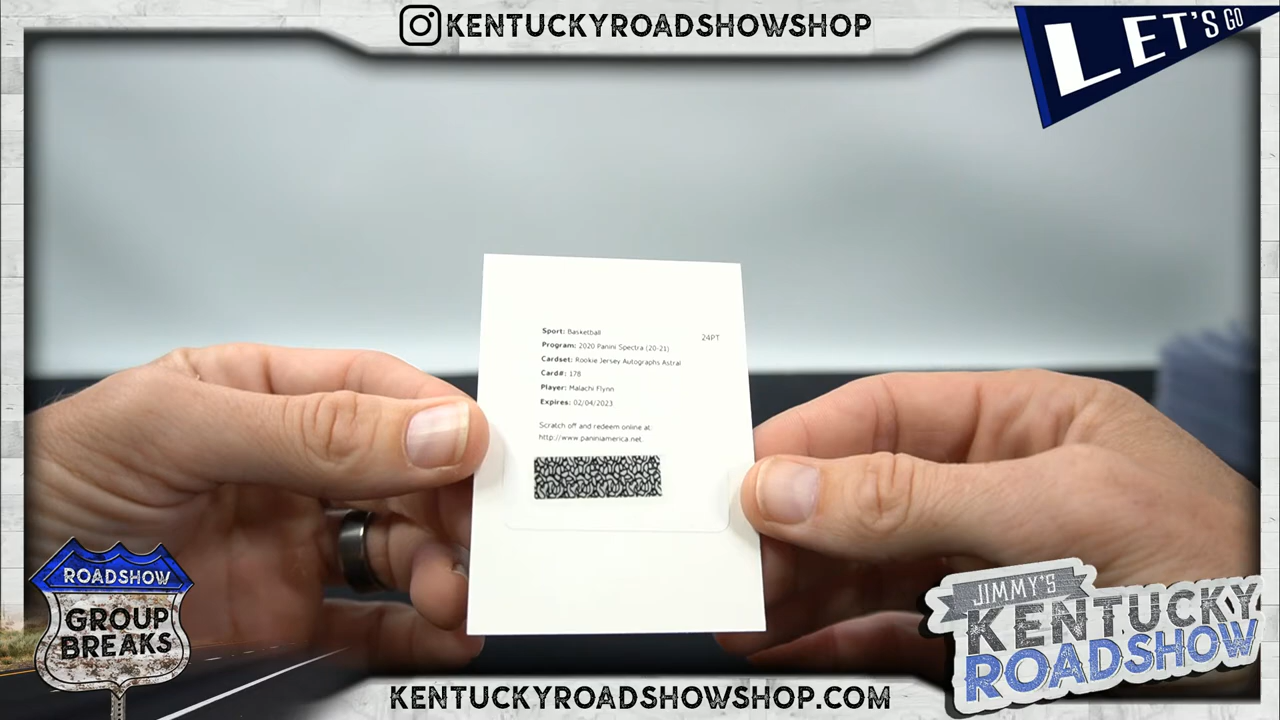 KENTUCKYROADSHOWSHOP
LET'S GO
Sport: Basketball
24PT
Program: 2020 Panini Spectra (20-21)
Cardset: Rookie Jersey Autographs Astral
Card#: 178
Player: Malachi Flynn
Expires: 02/04/2023
Scratch off and redeem online at:
http://www.paniniamerica.net
ROADSHOW
GROUP
BREAKS
JIMMY'S
KENTUCKY
ROADSHOW
KENTUCKYROADSHOWSHOP.COM